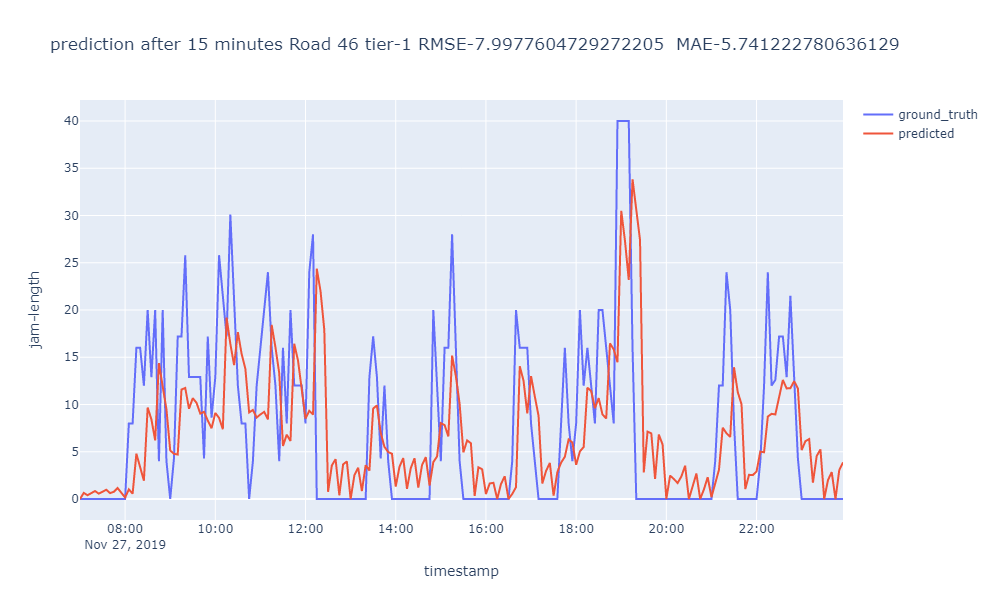 prediction after 15 minutes Road 46 tier-1 RMSE-7.9977604729272205  MAE-5.741222780636129
ground_truth
predicted
40
35
30
25
20
15
10
5
0
jam-length
08:00 10:00 12:00 14:00 16:00 18:00 20:00 22:00
Nov 27, 2019
timestamp